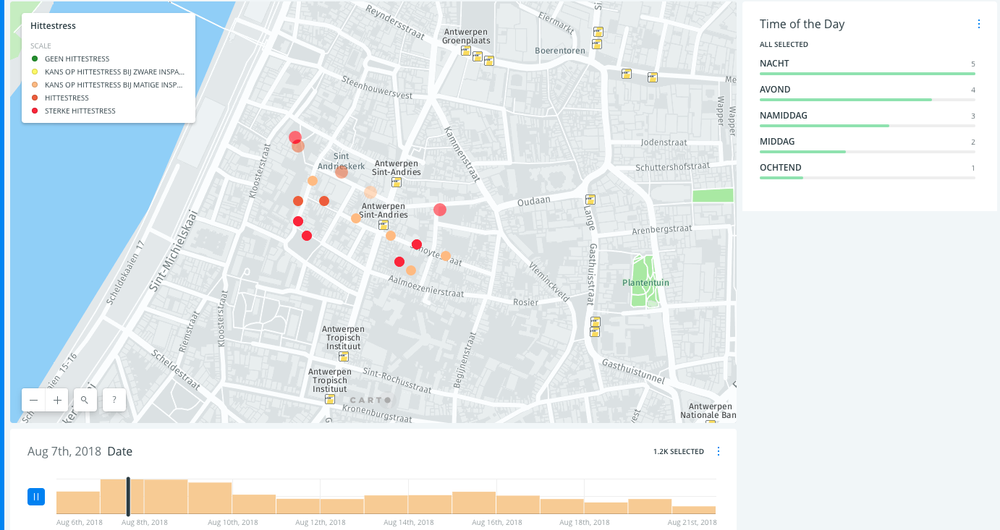 Hittestress
SCALE
GEEN HITTESTRESS
KANS OP HITTESTRESS BIJ ZWARE INSPA...
KANS OP HITTESTRESS BIJ MATIGE INSP...
HITTESTRESS
STERKE HITTESTRESS
Reyndersstraat
Antwerpen
Groenplaats
Eiermarkt
Boerentoren
Me
Steenhouwersvest
Wapper
Wapper
Kammenstraat
Jodenstraat
Schuttershofstraat
Kloosterstraat
Sint
Andrieskerk
Antwerpen
Sint-Andries
Antwerpen
Sint-Andries
Oudaan
Lange
Gasthuisstraat
Arenbergstraat
Sint-Michielskaai
Scheldekaaien 17
Aalmoezenierstraat
Vleminckveld
Rosier
Plantentuin
Kloosterstraat
Riemstraat
Antwerpen
Tropisch
Instituut
Begijnenstraat
Scheldestraat
Antwerpen
Tropisch
Instituut
Sint-Rochusstraat
Gasthuistunnel
Kronenburgstraat
CARTO
Antwerpen
Nationale Ban
aaien 15-16
?
Time of the Day
ALL SELECTED
NACHT 5
AVOND 4
NAMIDDAG 3
MIDDAG 2
OCHTEND 1
Aug 7th, 2018 Date
1.2K SELECTED
Aug 6th, 2018 Aug 8th, 2018 Aug 10th, 2018 Aug 12th, 2018 Aug 14th, 2018 Aug 16th, 2018 Aug 18th, 2018 Aug 21st, 2018